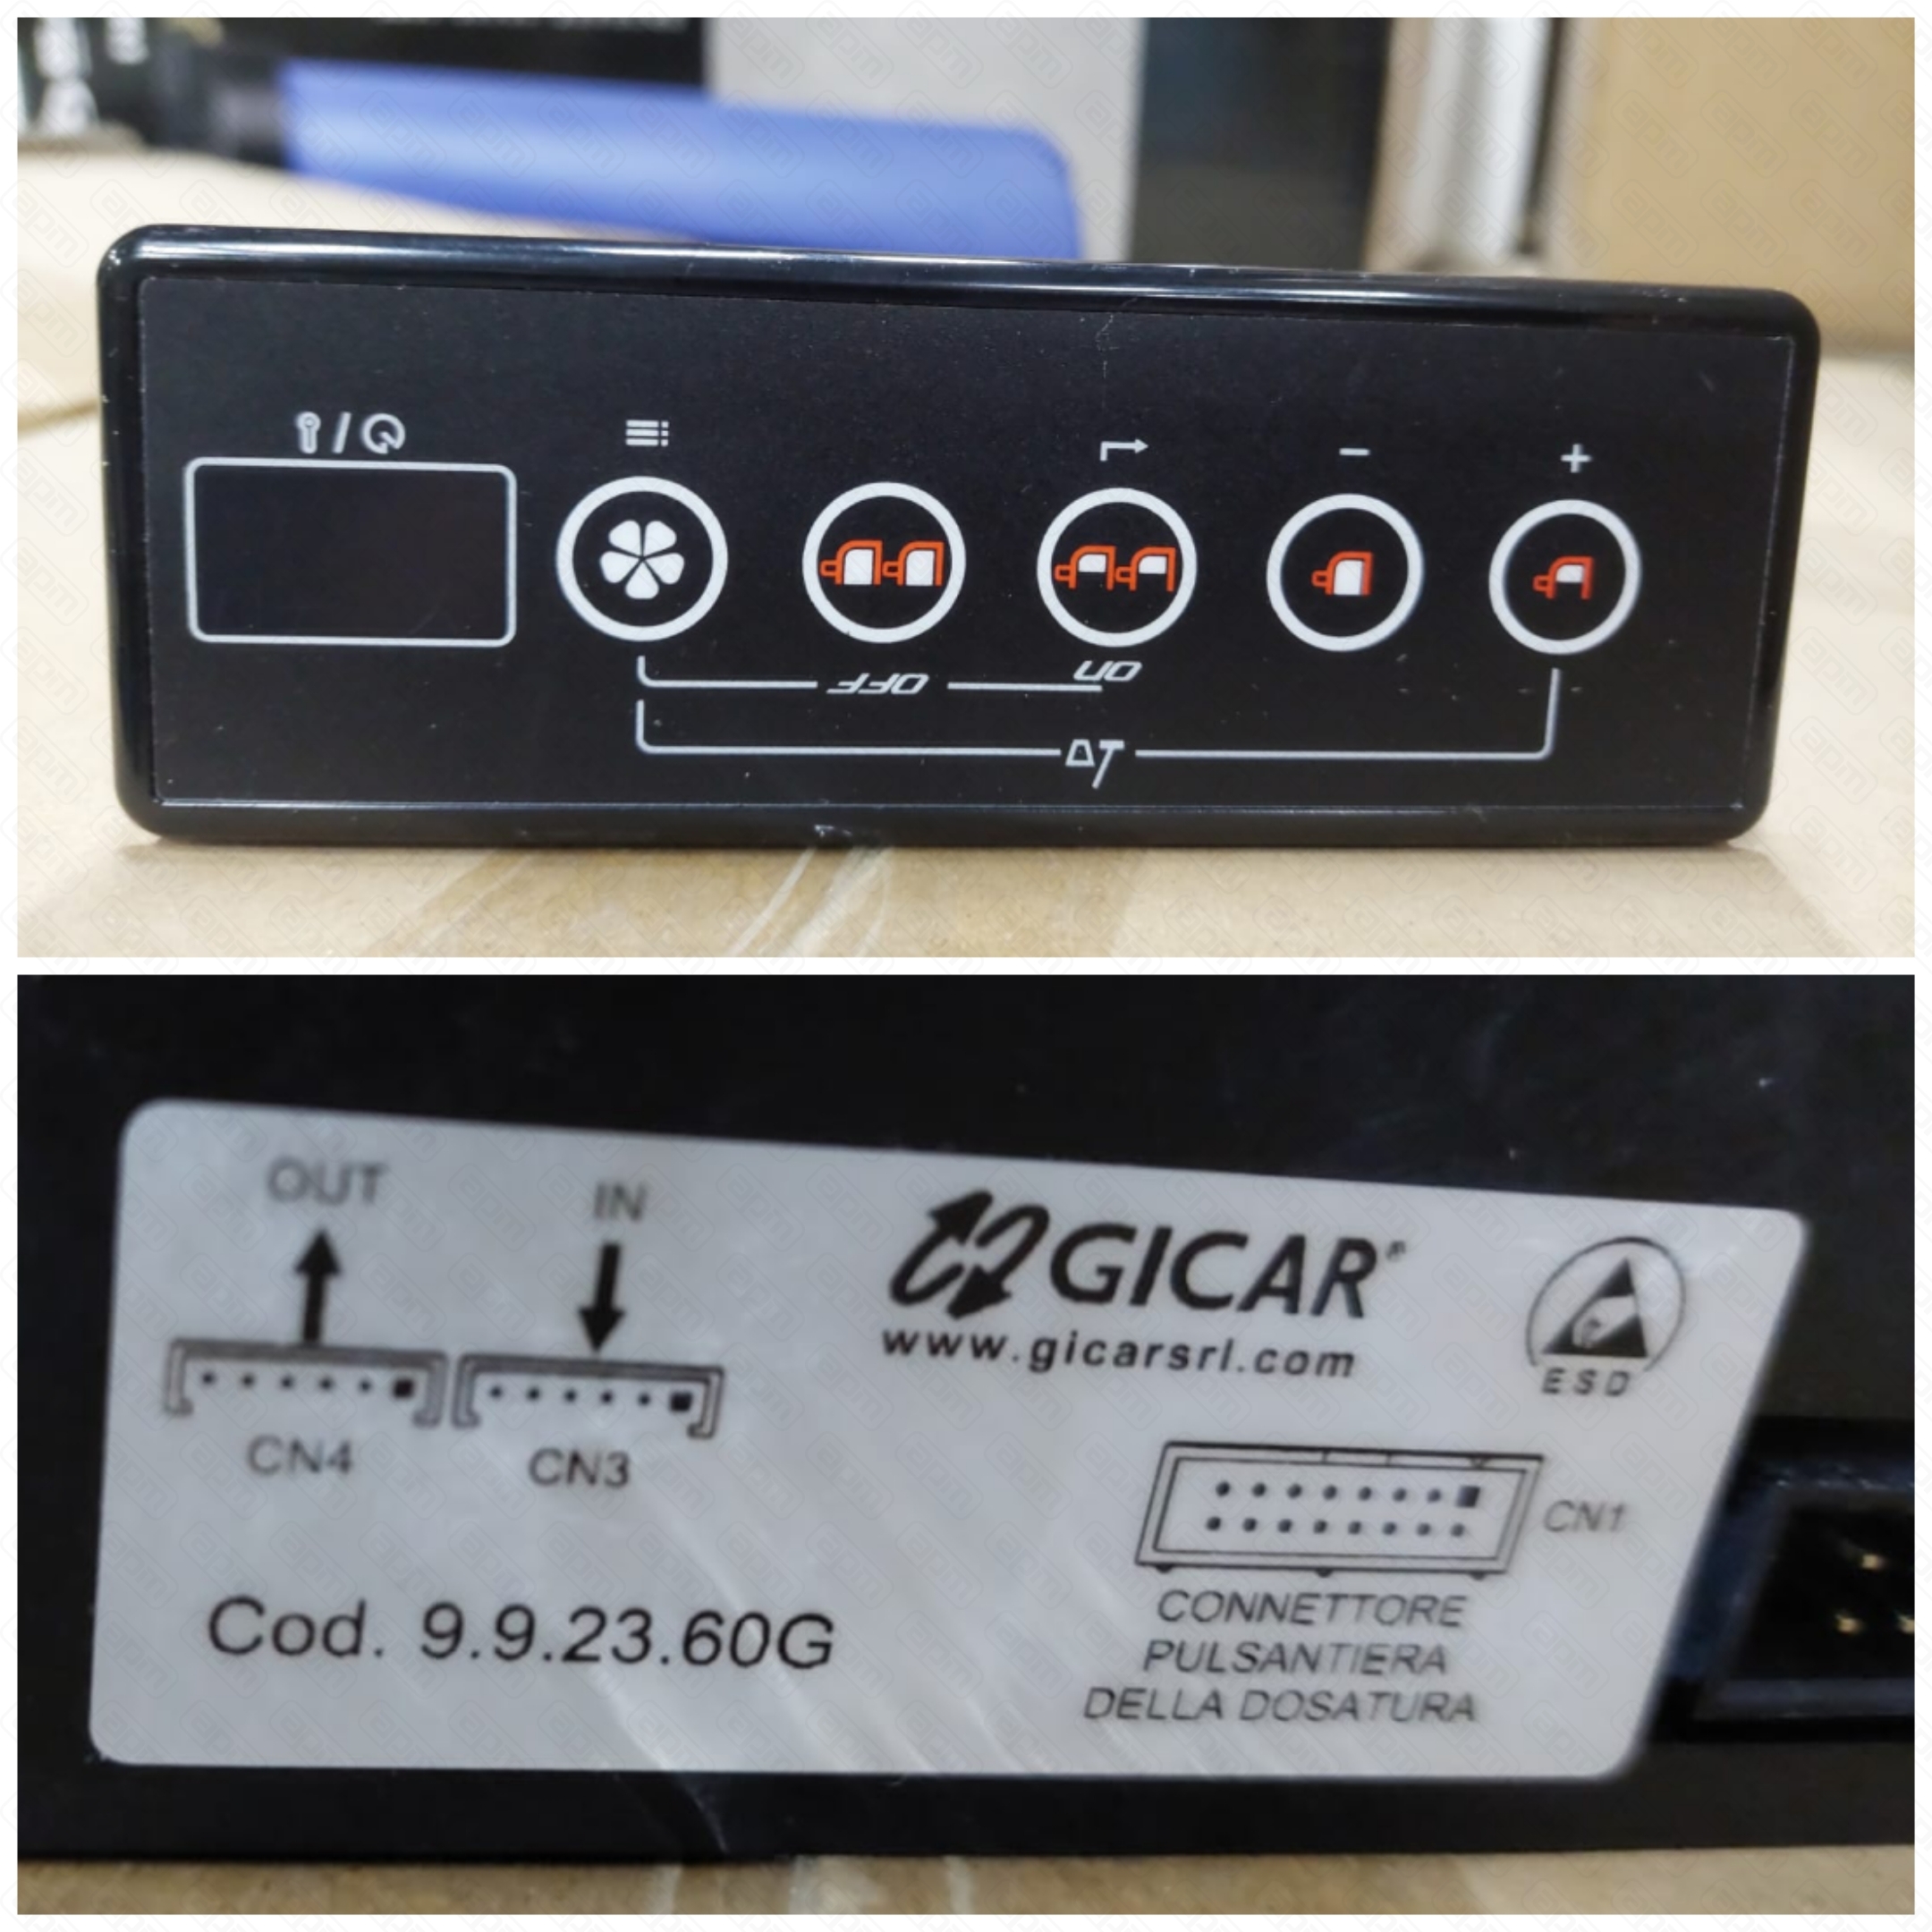 − +
OFF ON
ΔT
OUT IN
GICAR®
www.gicarsrl.com
ESD
CN4 CN3
CN1
CONNETTORE
PULSANTIERA
DELLA DOSATURA
Cod. 9.9.23.60G